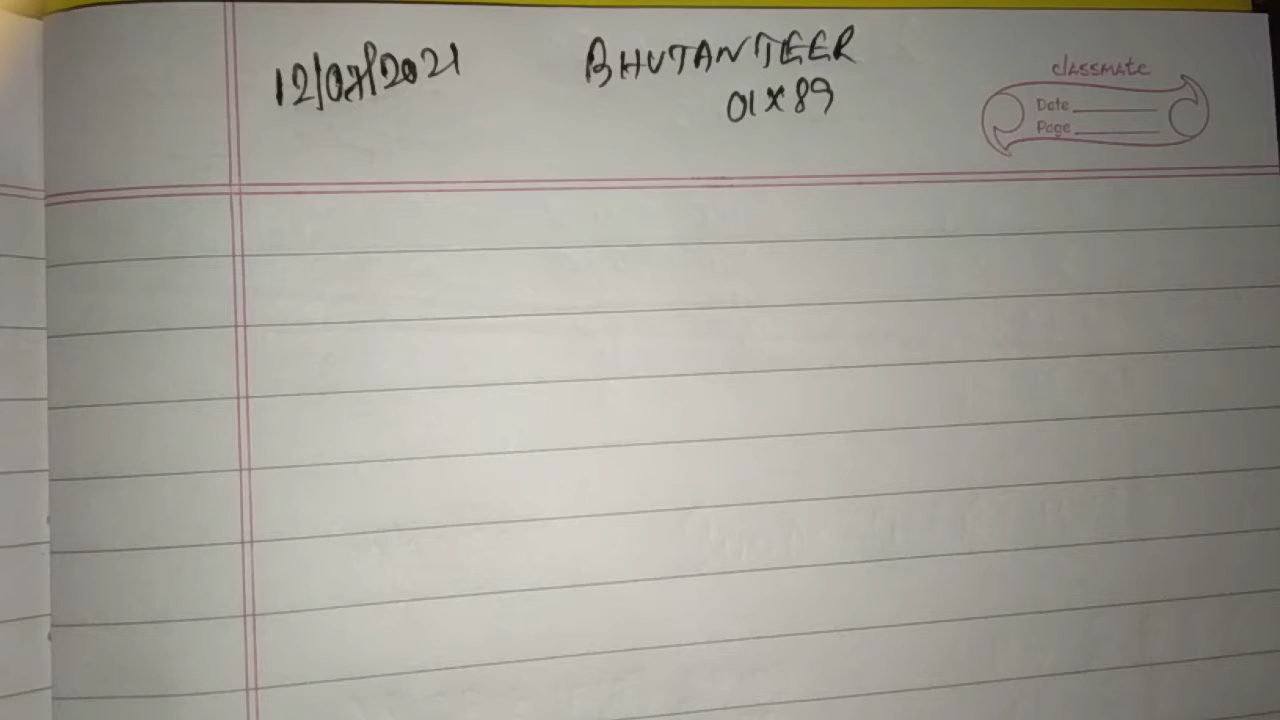 12/07/2021
BHUTAN TEER
01 X 89
classmate
Date
Page